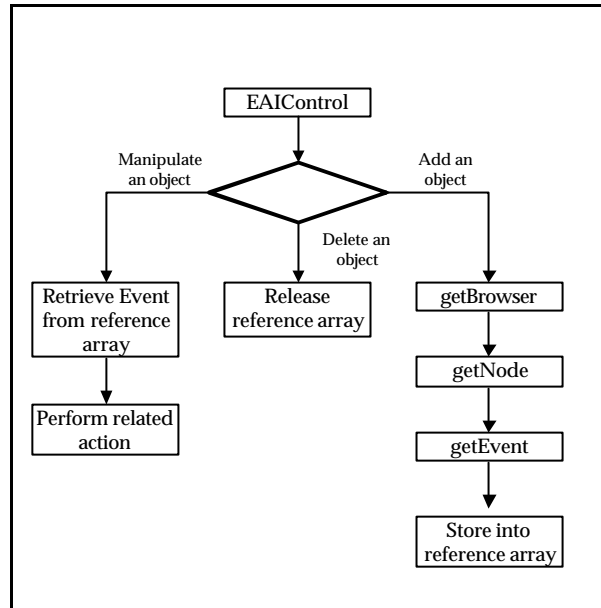 EAIControl
Manipulate
an object
Add an
object
Delete an
object
Retrieve Event
from reference
array
Release
reference array
getBrowser
getNode
Perform related
action
getEvent
Store into
reference array